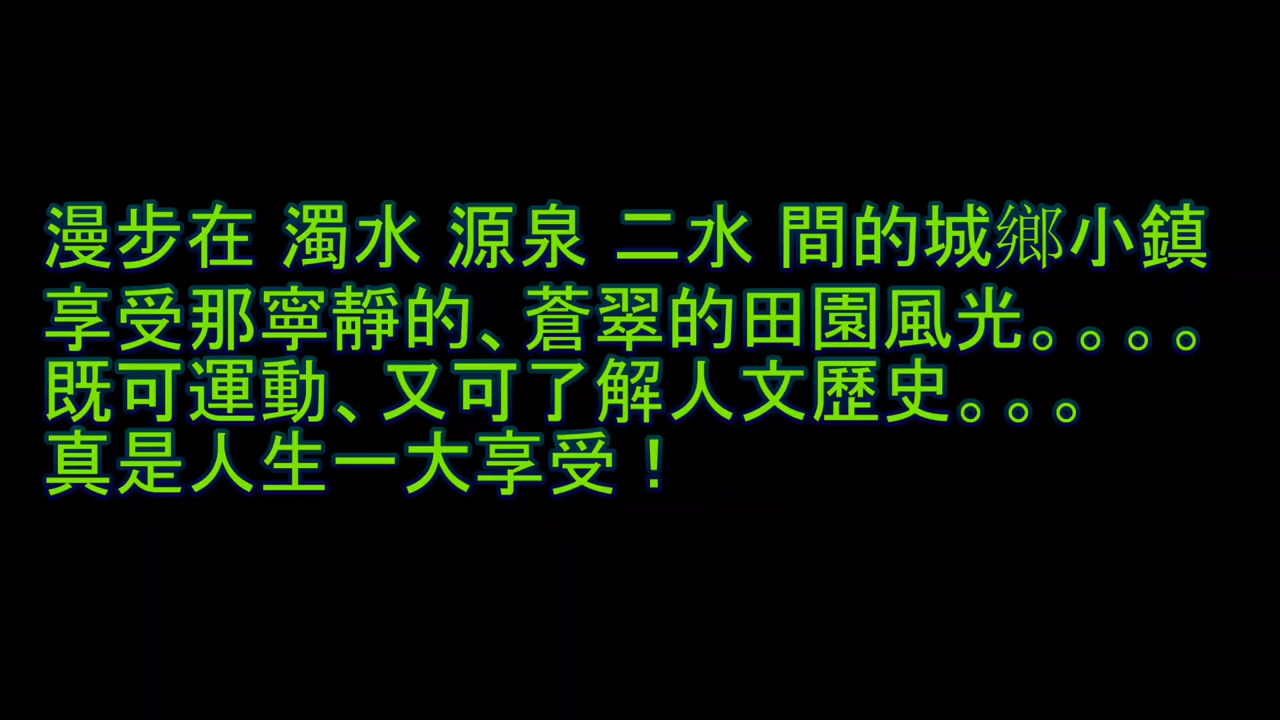 漫步在 濁水 源泉 二水 間的城鄉小鎮
享受那寧靜的、蒼翠的田園風光。。。。
既可運動、又可了解人文歷史。。。
真是人生一大享受！